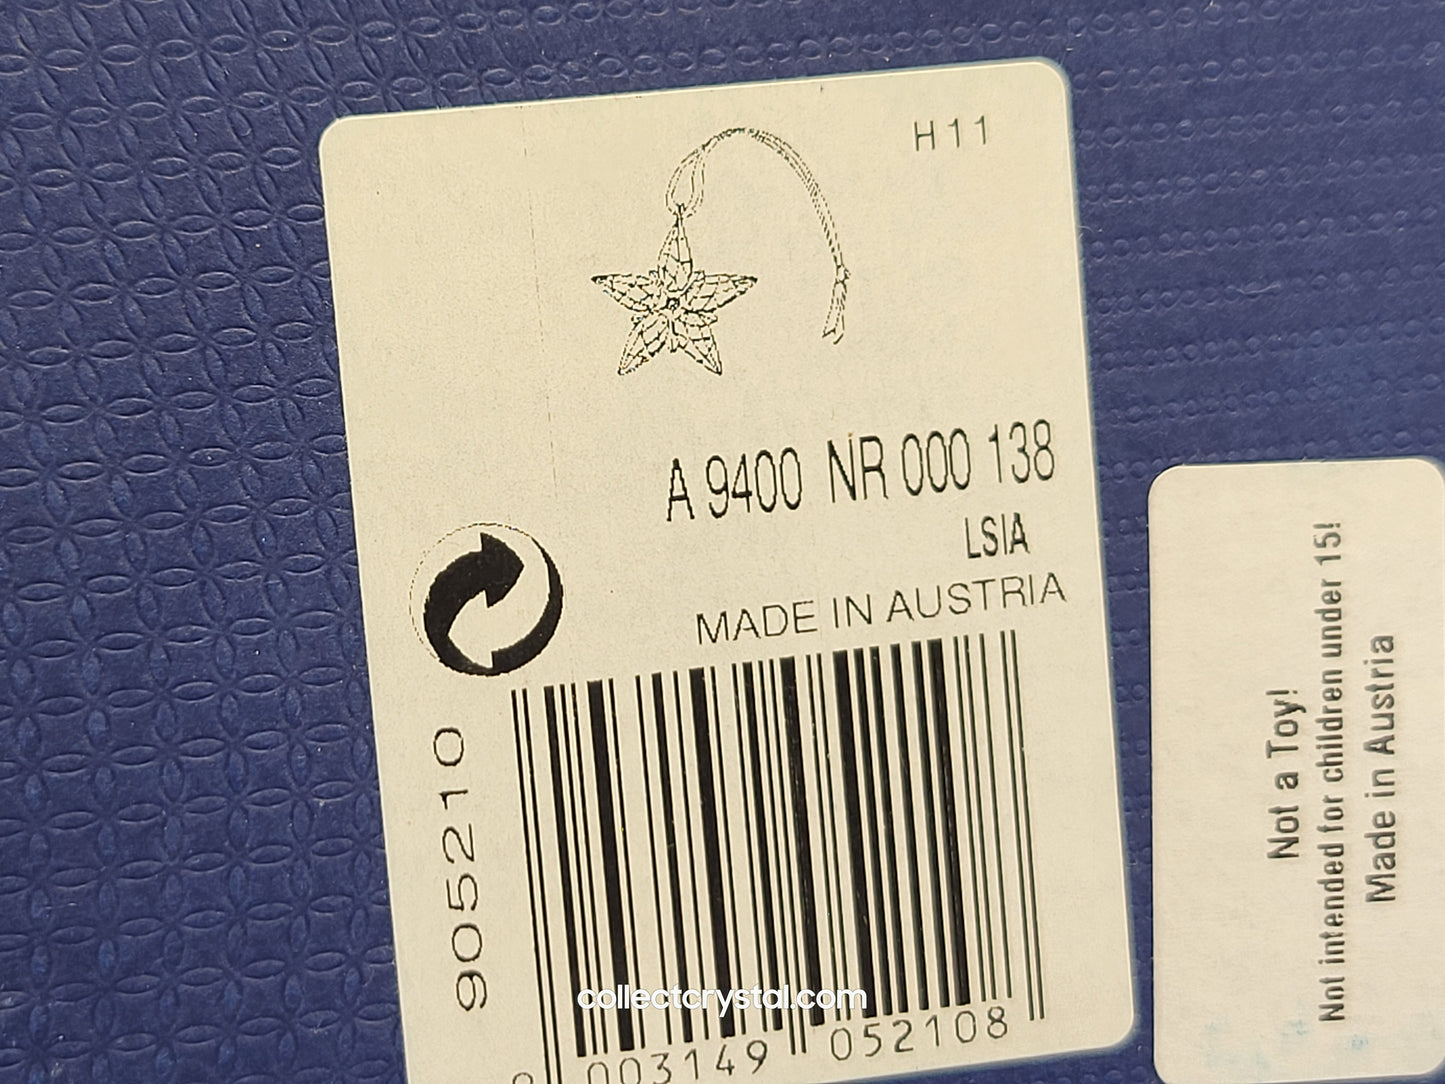 H 11
A 9400 NR 000 138
LSIA
MADE IN AUSTRIA
905210
003149 052108
collectcrystal.com
Not a Toy!
Not intended for children under 15!
Made in Austria